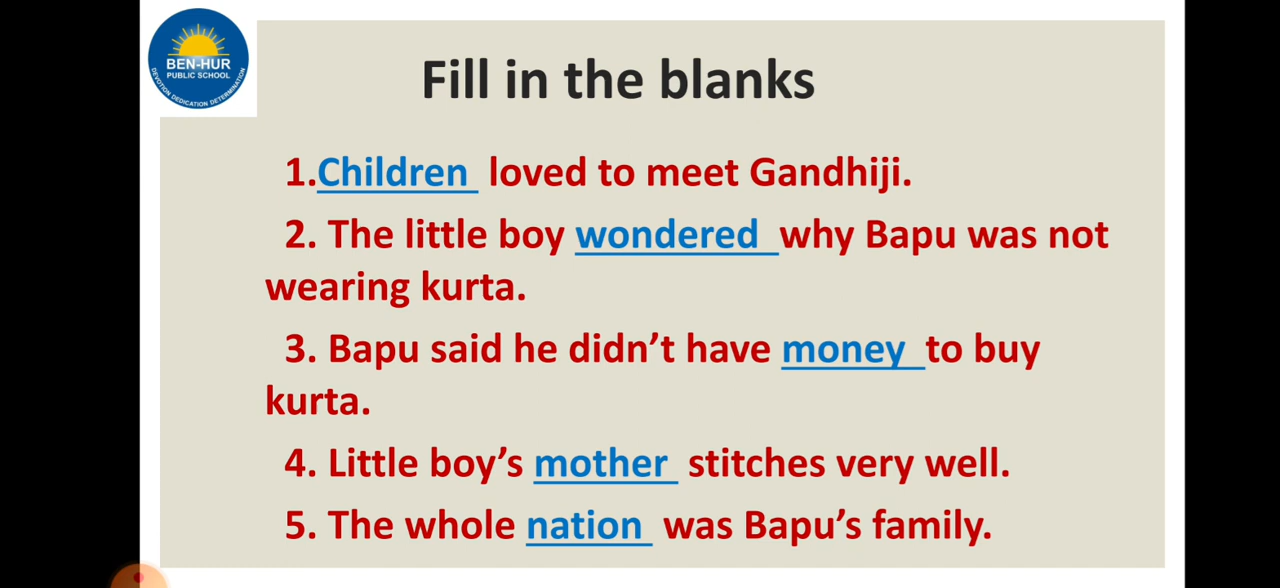 BEN-HUR
PUBLIC SCHOOL
DEVOTION DEDICATION DETERMINATION
Fill in the blanks
1.Children loved to meet Gandhiji.
2. The little boy wondered why Bapu was not
wearing kurta.
3. Bapu said he didn’t have money to buy
kurta.
4. Little boy’s mother stitches very well.
5. The whole nation was Bapu’s family.